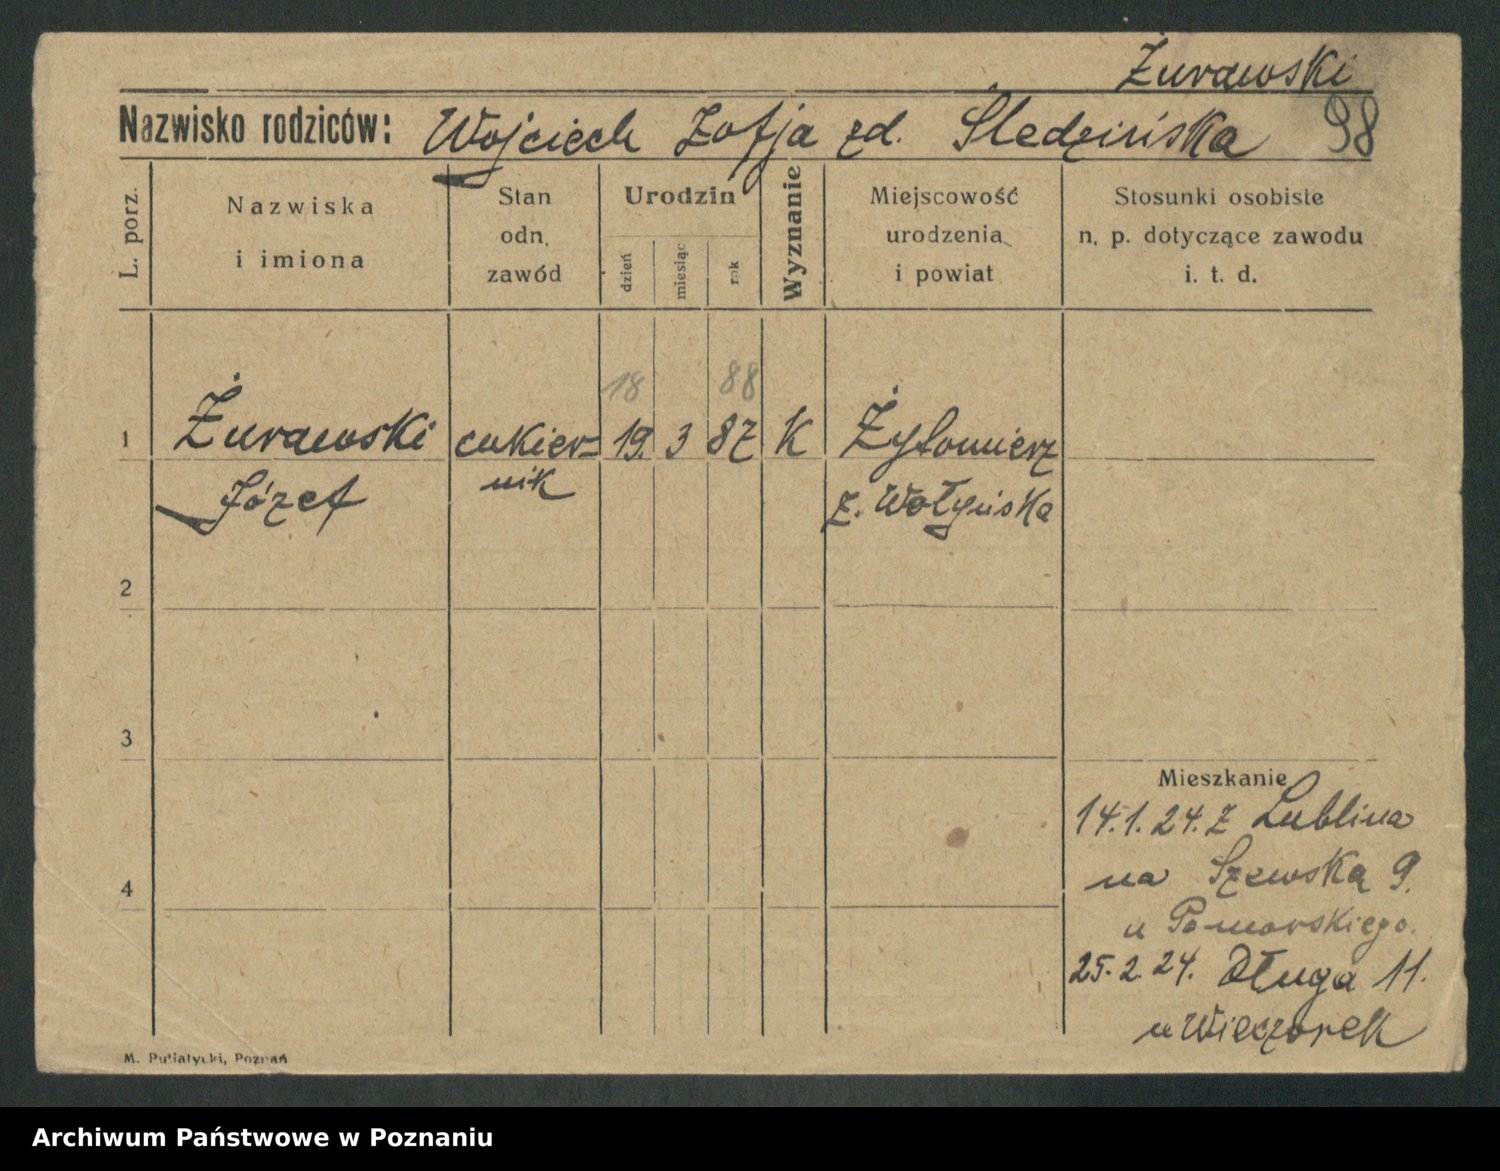 Żurawski
Nazwisko rodziców: Wojciech Zofja zd. Śledzińska 98
L. porz.
Nazwiska
i imiona
Stan
odn.
zawód
Urodzin
dzień
miesiąc
rok
Wyznanie
Miejscowość
urodzenia
i powiat
Stosunki osobiste
n. p. dotyczące zawodu
i. t. d.
18 88
1 Żurawski cukier= 19. 3 87 K Żytomierz
Józef nik z. Wołyńska
2
3
Mieszkanie
14.1.24. z Lublina
na Szewską 9.
4
u Pomorskiego.
25.2.24. Długa 11.
u Wieczorek
M. Putiatycki, Poznań
Archiwum Państwowe w Poznaniu